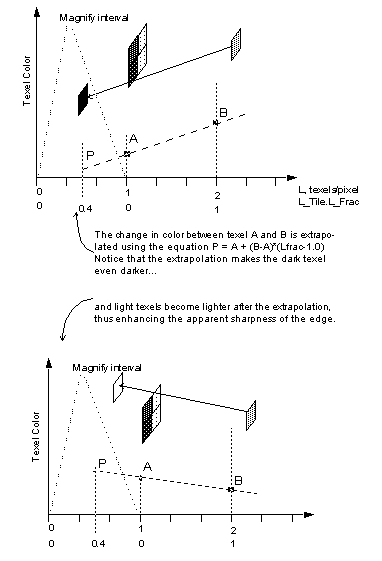 Magnify interval
Texel Color
B
A
P
0 1 2 L, texels/pixel
0 0.4 0 1 L_Tile.L_Frac
The change in color between texel A and B is extrapo-
lated using the equation P = A + (B-A)*(Lfrac-1.0)
Notice that the extrapolation makes the dark texel
even darker...
and light texels become lighter after the extrapolation,
thus enhancing the apparent sharpness of the edge.
Magnify interval
Texel Color
P
A
B
0 1 2
0 0.4 0 1